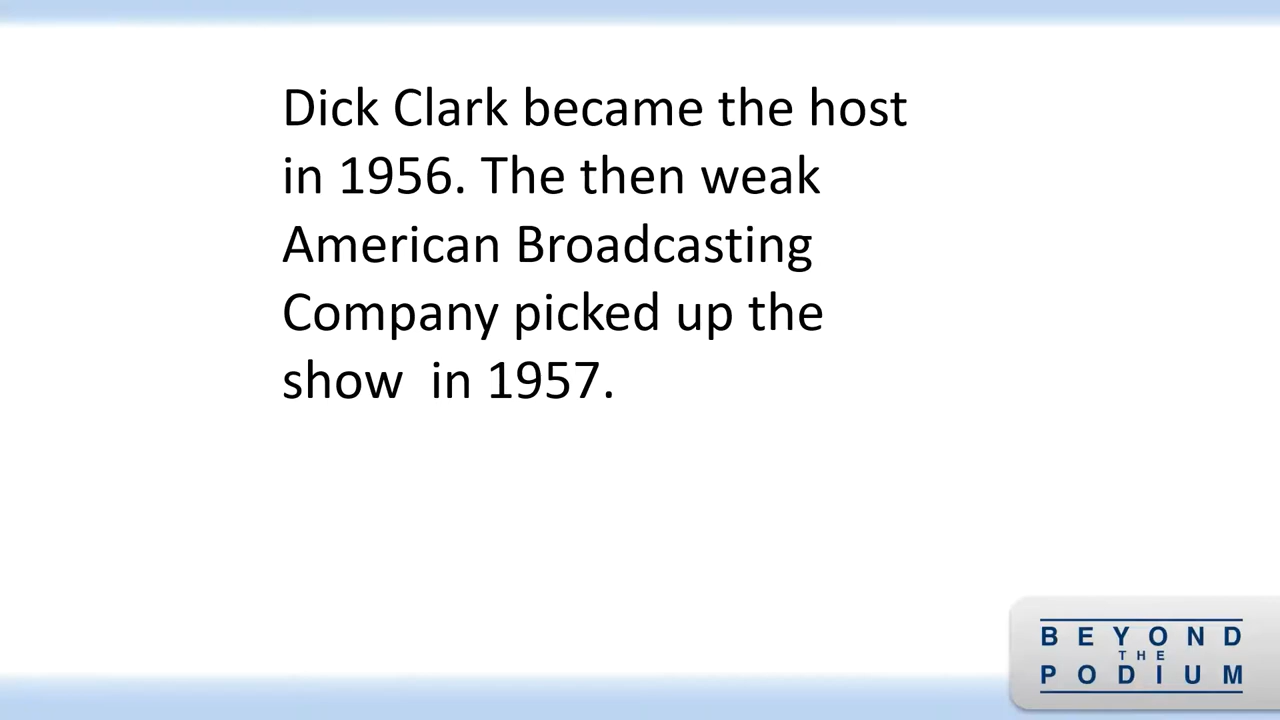 Dick Clark became the host
in 1956. The then weak
American Broadcasting
Company picked up the
show  in 1957.
BEYOND
THE
PODIUM